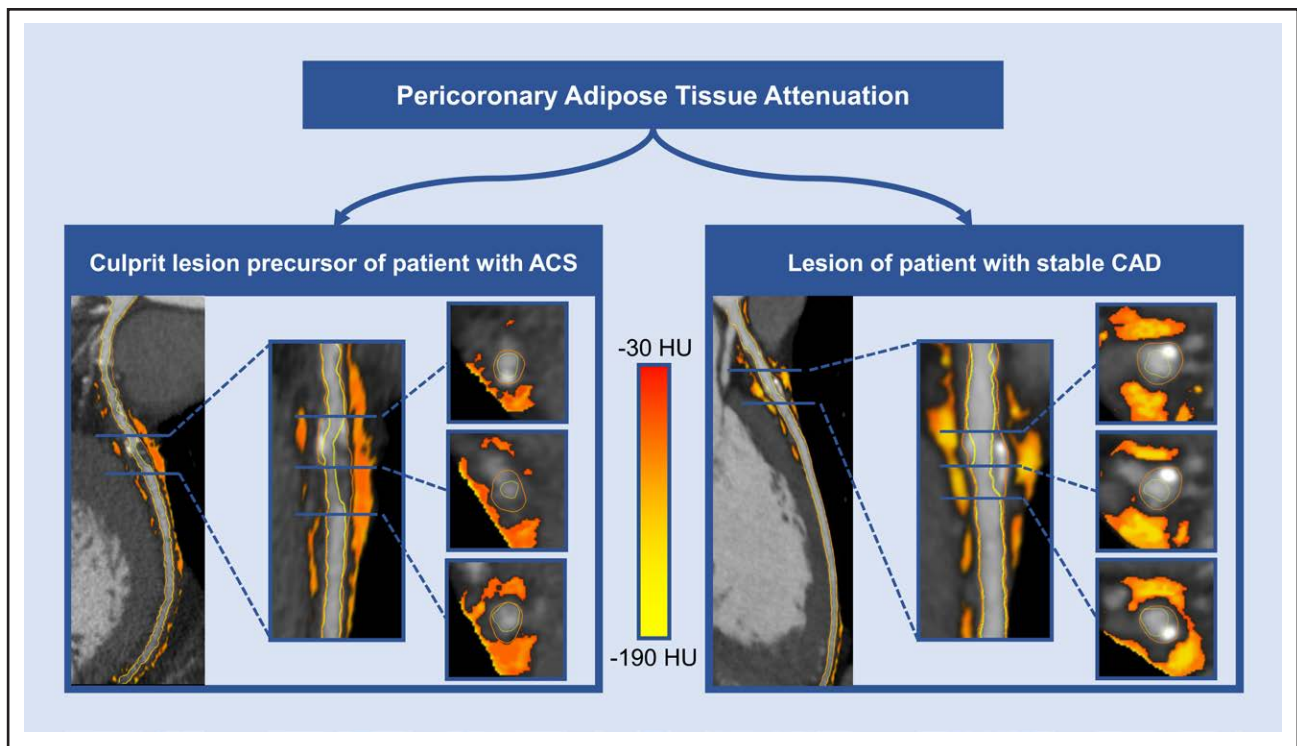 Pericoronary Adipose Tissue Attenuation
Culprit lesion precursor of patient with ACS
Lesion of patient with stable CAD
-30 HU
-190 HU